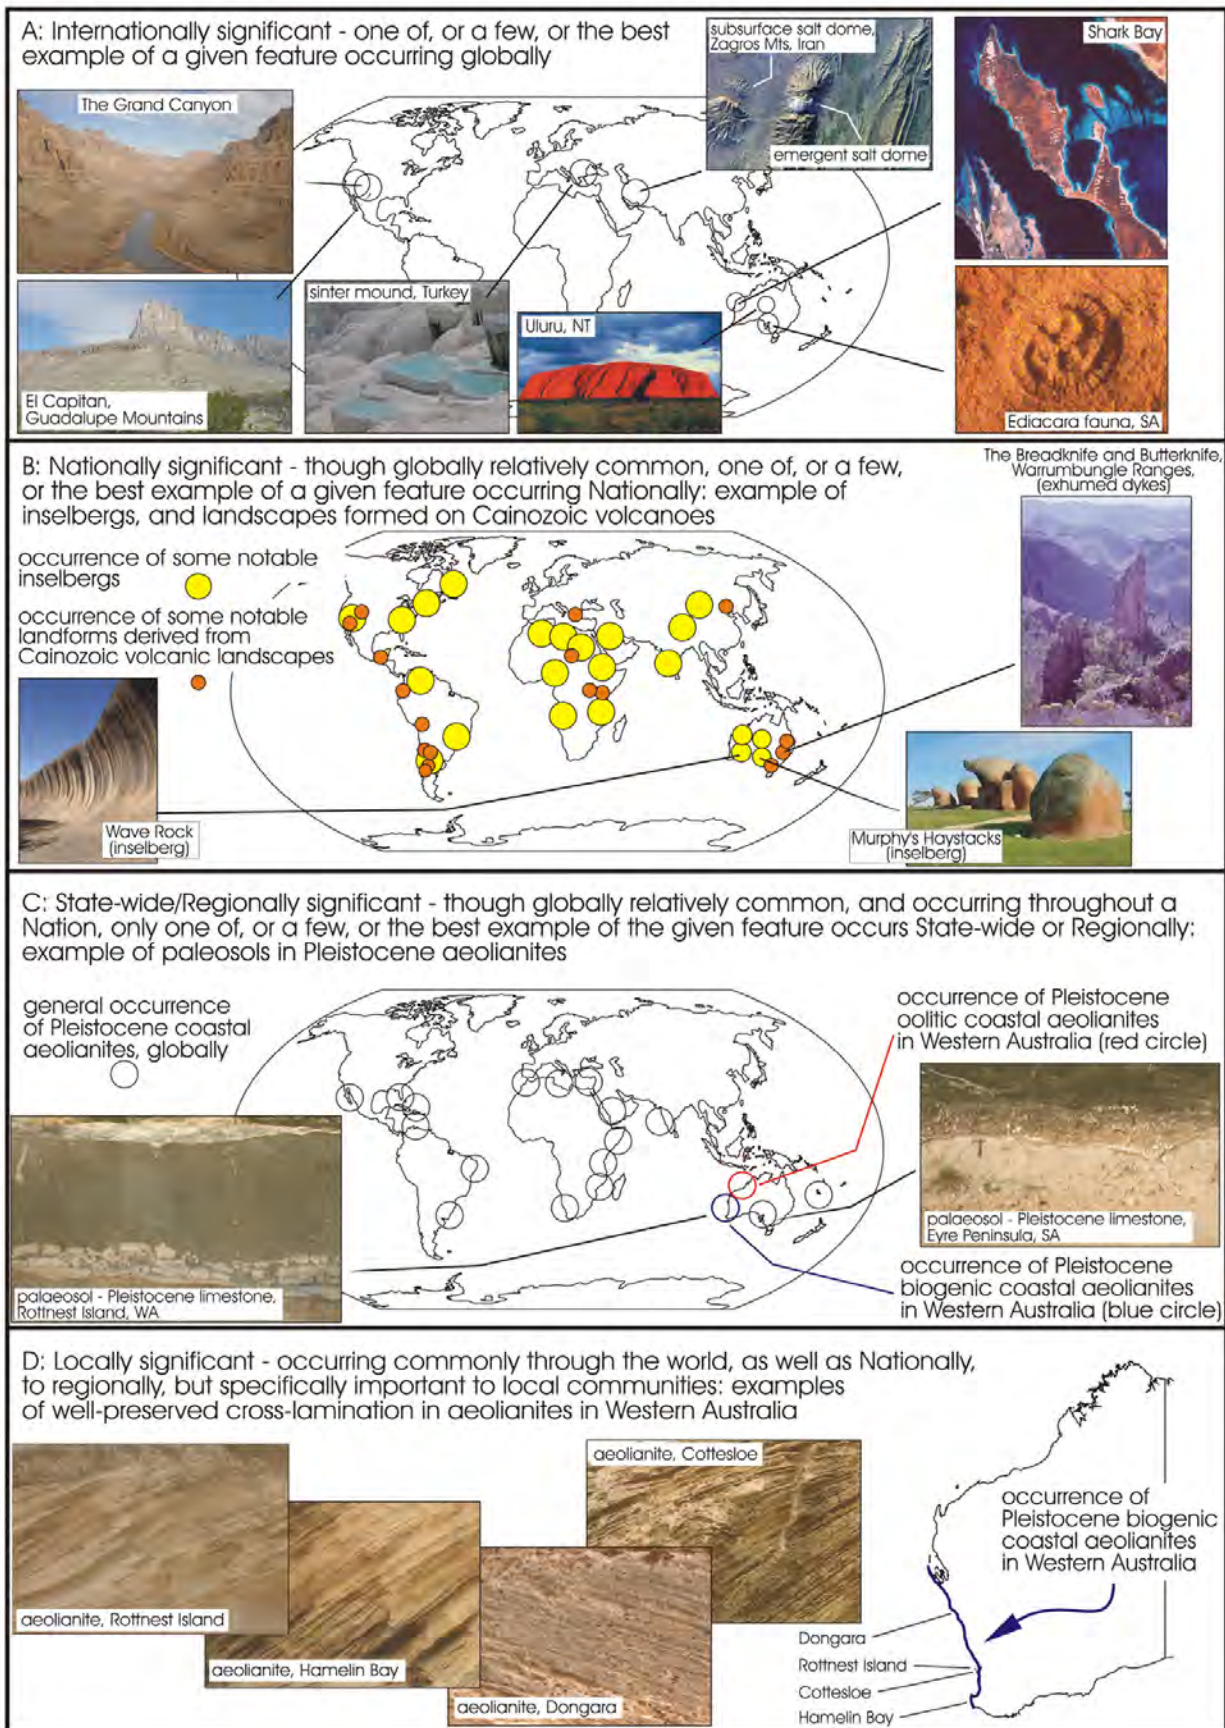 A: Internationally significant - one of, or a few, or the best
example of a given feature occurring globally
The Grand Canyon
subsurface salt dome,
Zagros Mts, Iran
emergent salt dome
Shark Bay
El Capitan,
Guadalupe Mountains
sinter mound, Turkey
Uluru, NT
Ediacara fauna, SA
B: Nationally significant - though globally relatively common, one of, or a few,
or the best example of a given feature occurring Nationally: example of
inselbergs, and landscapes formed on Cainozoic volcanoes
The Breadknife and Butterknife,
Warrumbungle Ranges,
(exhumed dykes)
occurrence of some notable
inselbergs
occurrence of some notable
landforms derived from
Cainozoic volcanic landscapes
Wave Rock
(inselberg)
Murphy's Haystacks
(inselberg)
C: State-wide/Regionally significant - though globally relatively common, and occurring throughout a
Nation, only one of, or a few, or the best example of the given feature occurs State-wide or Regionally:
example of paleosols in Pleistocene aeolianites
general occurrence
of Pleistocene coastal
aeolianites, globally
occurrence of Pleistocene
oolitic coastal aeolianites
in Western Australia (red circle)
palaeosol - Pleistocene limestone,
Rottnest Island, WA
palaeosol - Pleistocene limestone,
Eyre Peninsula, SA
occurrence of Pleistocene
biogenic coastal aeolianites
in Western Australia (blue circle)
D: Locally significant - occurring commonly through the world, as well as Nationally,
to regionally, but specifically important to local communities: examples
of well-preserved cross-lamination in aeolianites in Western Australia
aeolianite, Rottnest Island
aeolianite, Hamelin Bay
aeolianite, Dongara
aeolianite, Cottesloe
occurrence of
Pleistocene biogenic
coastal aeolianites
in Western Australia
Dongara
Rottnest Island
Cottesloe
Hamelin Bay